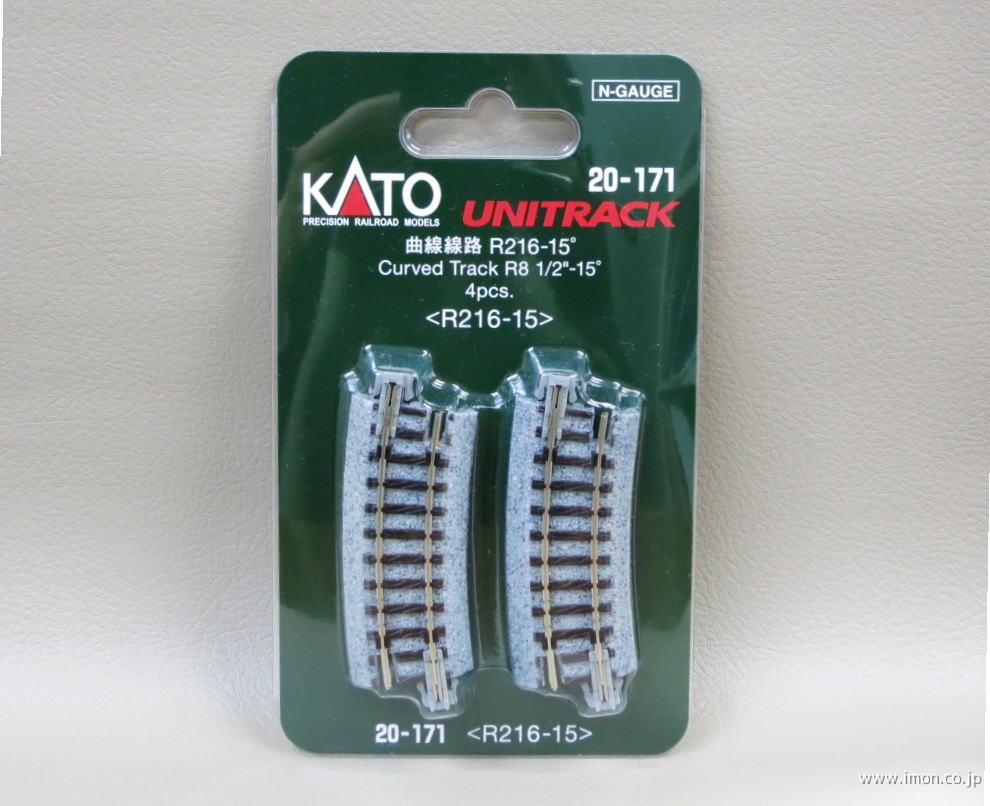 N-GAUGE
KATO
PRECISION RAILROAD MODELS
20-171
UNITRACK
曲線線路 R216-15°
Curved Track R8 1/2"-15°
4pcs.
<R216-15>
20-171 <R216-15>
www.imon.co.jp